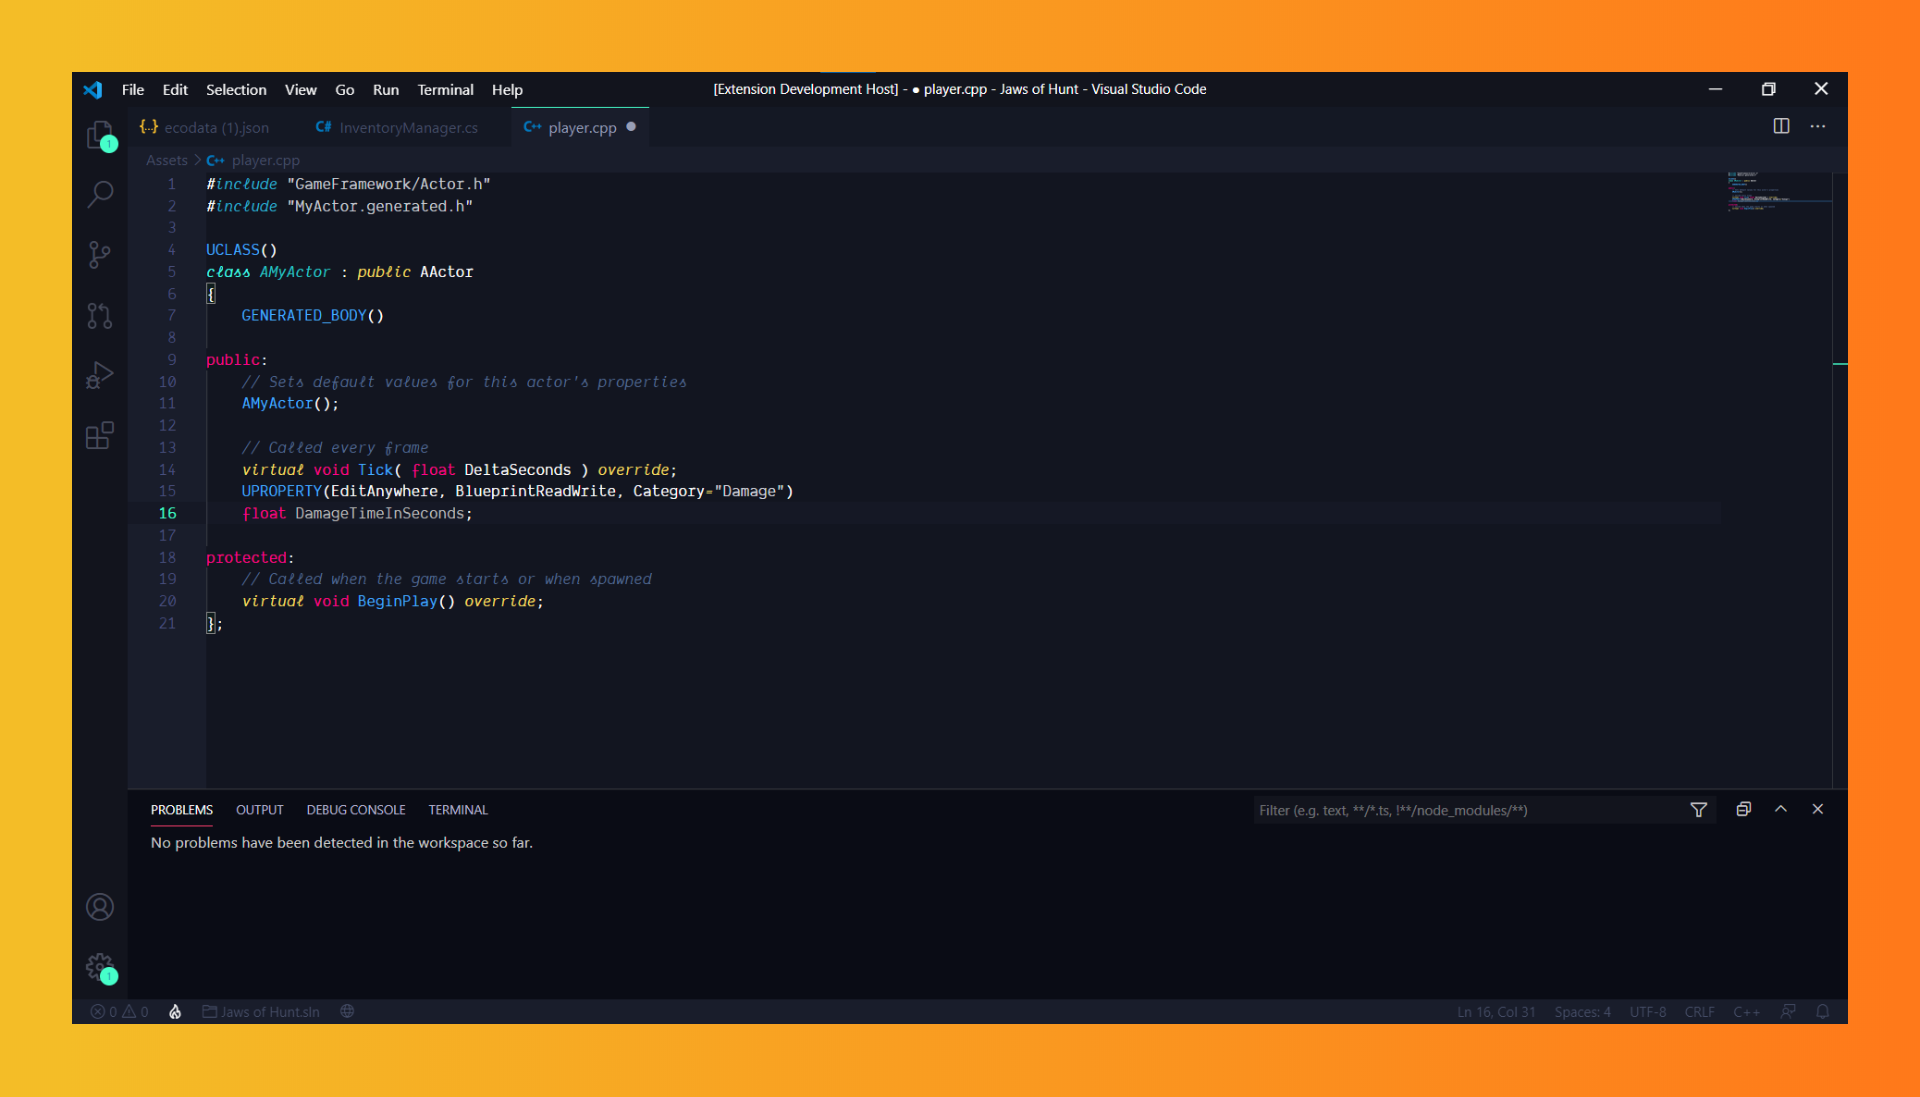 File Edit Selection View Go Run Terminal Help [Extension Development Host] - ● player.cpp - Jaws of Hunt - Visual Studio Code
{..} ecodata (1).json C# InventoryManager.cs C++ player.cpp ●
Assets > C++ player.cpp
1 #include "GameFramework/Actor.h"
2 #include "MyActor.generated.h"
3
4 UCLASS()
5 class AMyActor : public AActor
6 {
7     GENERATED_BODY()
8
9 public:
10     // Sets default values for this actor's properties
11     AMyActor();
12
13     // Called every frame
14     virtual void Tick( float DeltaSeconds ) override;
15     UPROPERTY(EditAnywhere, BlueprintReadWrite, Category="Damage")
16     float DamageTimeInSeconds;
17
18 protected:
19     // Called when the game starts or when spawned
20     virtual void BeginPlay() override;
21 };
1
PROBLEMS OUTPUT DEBUG CONSOLE TERMINAL Filter (e.g. text, **/*.ts, !**/node_modules/**)
No problems have been detected in the workspace so far.
1
0 0 Jaws of Hunt.sln Ln 16, Col 31 Spaces: 4 UTF-8 CRLF C++